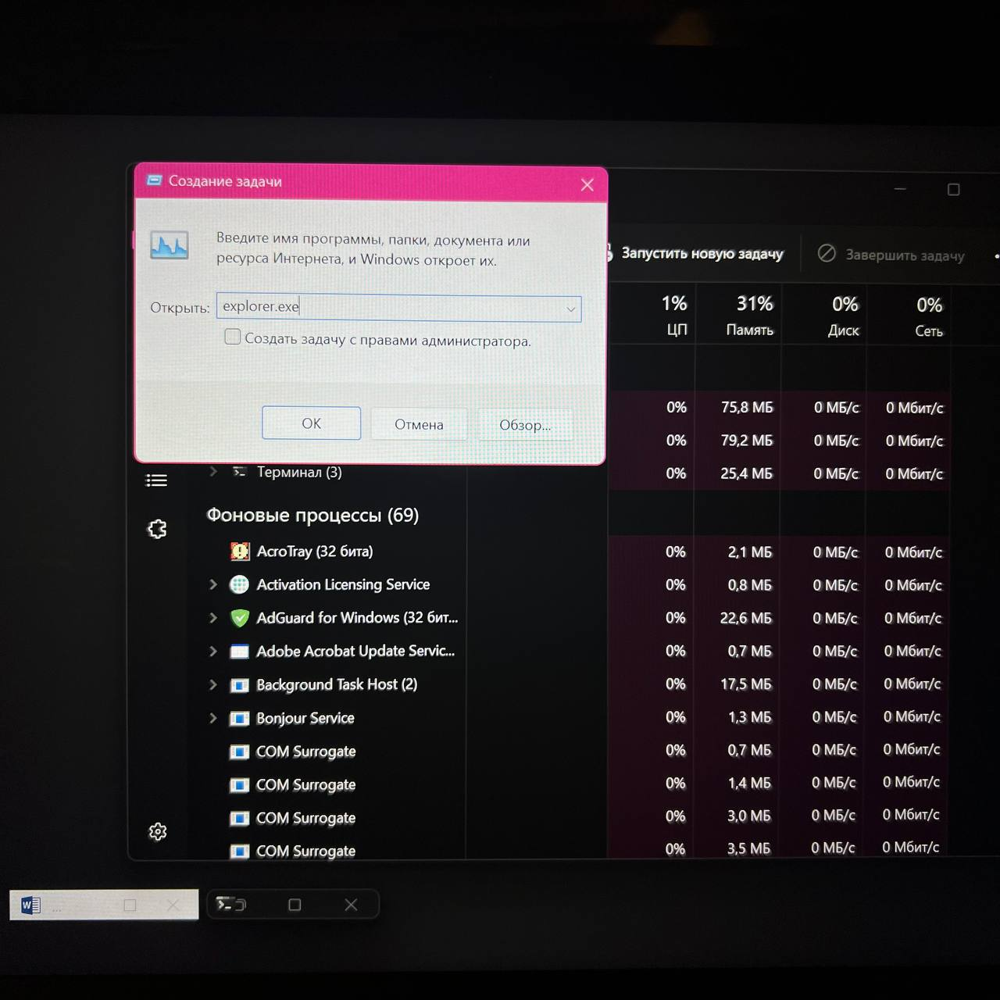 Создание задачи
Введите имя программы, папки, документа или
ресурса Интернета, и Windows откроет их.
Открыть: explorer.exe
Создать задачу с правами администратора.
ОК Отмена Обзор...
Запустить новую задачу Завершить задачу
1% 31% 0% 0%
ЦП Память Диск Сеть
0% 75,8 МБ 0 МБ/с 0 Мбит/с
0% 79,2 МБ 0 МБ/с 0 Мбит/с
Терминал (3) 0% 25,4 МБ 0 МБ/с 0 Мбит/с
Фоновые процессы (69)
AcroTray (32 бита) 0% 2,1 МБ 0 МБ/с 0 Мбит/с
Activation Licensing Service 0% 0,8 МБ 0 МБ/с 0 Мбит/с
AdGuard for Windows (32 бит... 0% 22,6 МБ 0 МБ/с 0 Мбит/с
Adobe Acrobat Update Servic... 0% 0,7 МБ 0 МБ/с 0 Мбит/с
Background Task Host (2) 0% 17,5 МБ 0 МБ/с 0 Мбит/с
Bonjour Service 0% 1,3 МБ 0 МБ/с 0 Мбит/с
COM Surrogate 0% 0,7 МБ 0 МБ/с 0 Мбит/с
COM Surrogate 0% 1,4 МБ 0 МБ/с 0 Мбит/с
COM Surrogate 0% 3,0 МБ 0 МБ/с 0 Мбит/с
COM Surrogate 0% 3,5 МБ 0 МБ/с 0 Мбит/с
W ...